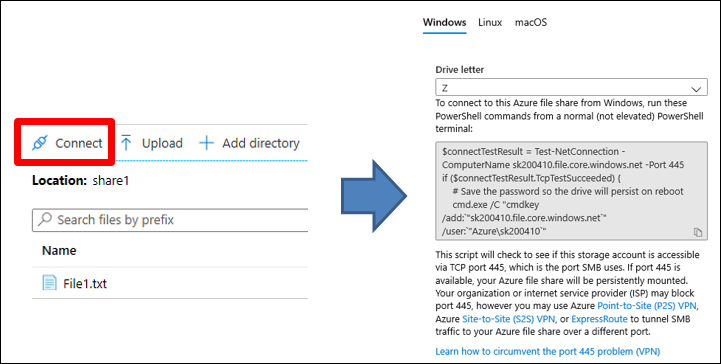 Connect
Upload
Add directory
Location: share1
Search files by prefix
Name
File1.txt
Windows
Linux
macOS
Drive letter
Z
To connect to this Azure file share from Windows, run these
PowerShell commands from a normal (not elevated) PowerShell
terminal:
$connectTestResult = Test-NetConnection -
ComputerName sk200410.file.core.windows.net -Port 445
if ($connectTestResult.TcpTestSucceeded) {
# Save the password so the drive will persist on reboot
cmd.exe /C "cmdkey
/add:`"sk200410.file.core.windows.net`"
/user:`"Azure\sk200410`"
This script will check to see if this storage account is accessible
via TCP port 445, which is the port SMB uses. If port 445 is
available, your Azure file share will be persistently mounted.
Your organization or internet service provider (ISP) may block
port 445, however you may use Azure Point-to-Site (P2S) VPN,
Azure Site-to-Site (S2S) VPN, or ExpressRoute to tunnel SMB
traffic to your Azure file share over a different port.
Learn how to circumvent the port 445 problem (VPN)